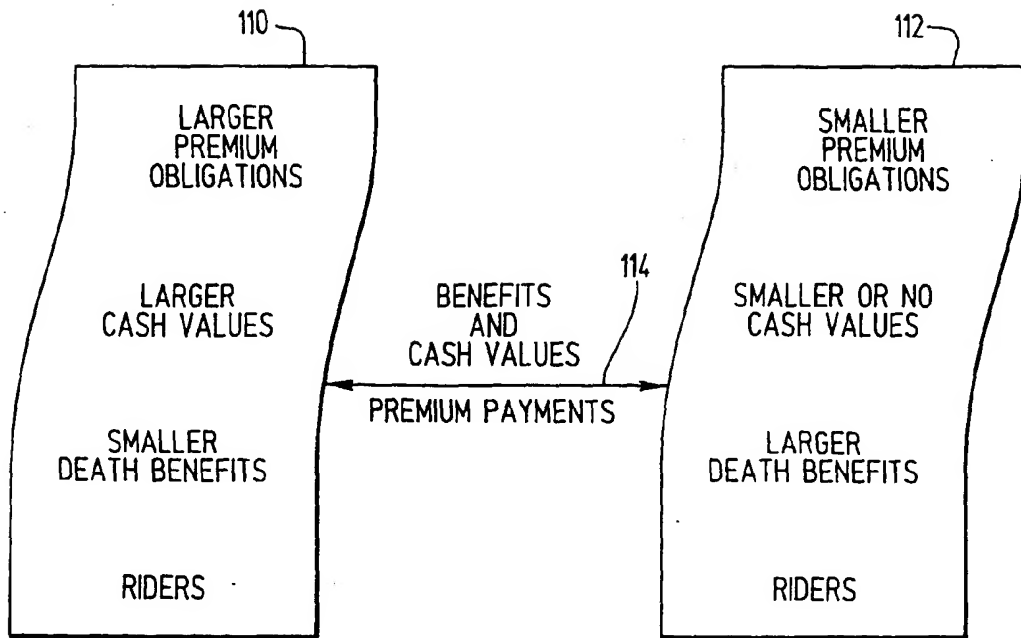 110
112
LARGER
PREMIUM
OBLIGATIONS
SMALLER
PREMIUM
OBLIGATIONS
114
LARGER
CASH VALUES
BENEFITS
AND
CASH VALUES
SMALLER OR NO
CASH VALUES
PREMIUM PAYMENTS
SMALLER
DEATH BENEFITS
LARGER
DEATH BENEFITS
RIDERS
RIDERS